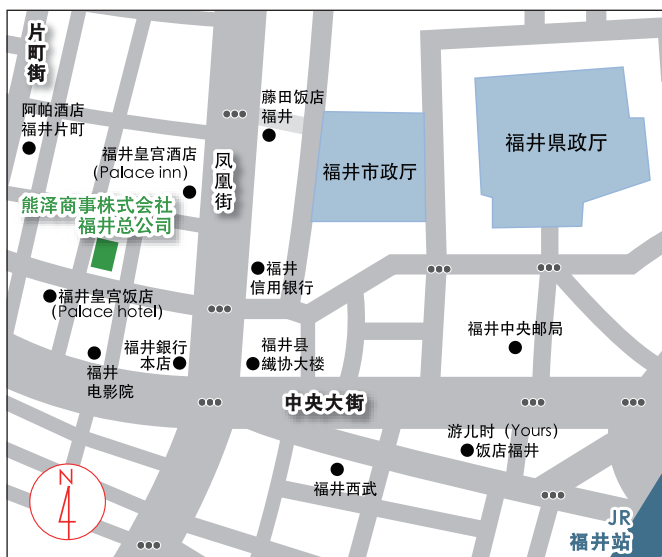 片町街
阿帕酒店
福井片町
福井皇宫酒店
(Palace inn)
熊泽商事株式会社
福井总公司
凤凰街
藤田饭店
福井
福井市政厅
福井県政厅
福井
信用银行
福井皇宫饭店
(Palace hotel)
福井
电影院
福井銀行
本店
福井县
纖协大楼
福井中央邮局
中央大街
游儿时（Yours）
饭店福井
福井西武
N
JR
福井站